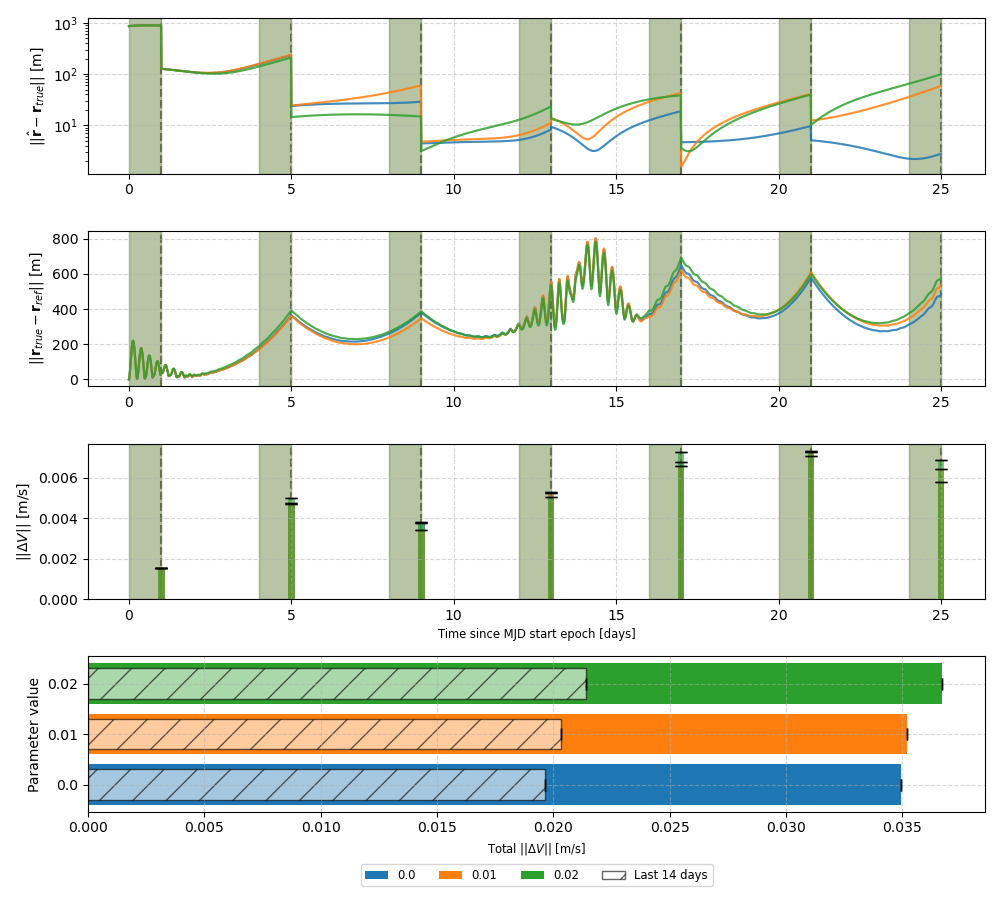 ||r̂ − r_true|| [m]
10³
10²
10¹
0 5 10 15 20 25
||r_true − r_ref|| [m]
800
600
400
200
0
0 5 10 15 20 25
||ΔV|| [m/s]
0.006
0.004
0.002
0.000
0 5 10 15 20 25
Time since MJD start epoch [days]
Parameter value
0.02
0.01
0.0
0.000 0.005 0.010 0.015 0.020 0.025 0.030 0.035
Total ||ΔV|| [m/s]
0.0 0.01 0.02 Last 14 days